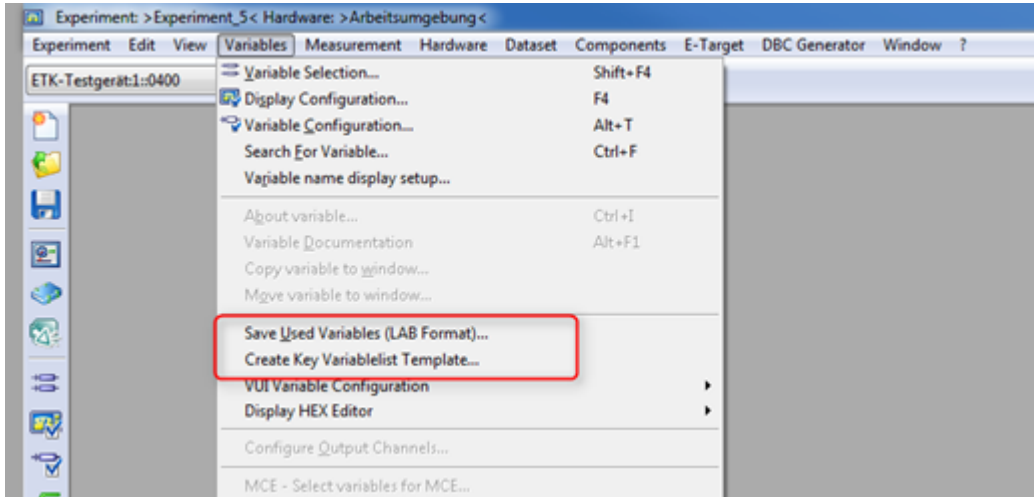 Experiment: >Experiment_5< Hardware: >Arbeitsumgebung<
Experiment Edit View Variables Measurement Hardware Dataset Components E-Target DBC Generator Window ?
ETK-Testgerät:1::0400
Variable Selection... Shift+F4
Display Configuration... F4
Variable Configuration... Alt+T
Search For Variable... Ctrl+F
Variable name display setup...
About variable... Ctrl+I
Variable Documentation Alt+F1
Copy variable to window...
Move variable to window...
Save Used Variables (LAB Format)...
Create Key Variablelist Template...
VUI Variable Configuration
Display HEX Editor
Configure Output Channels...
MCE - Select variables for MCE...